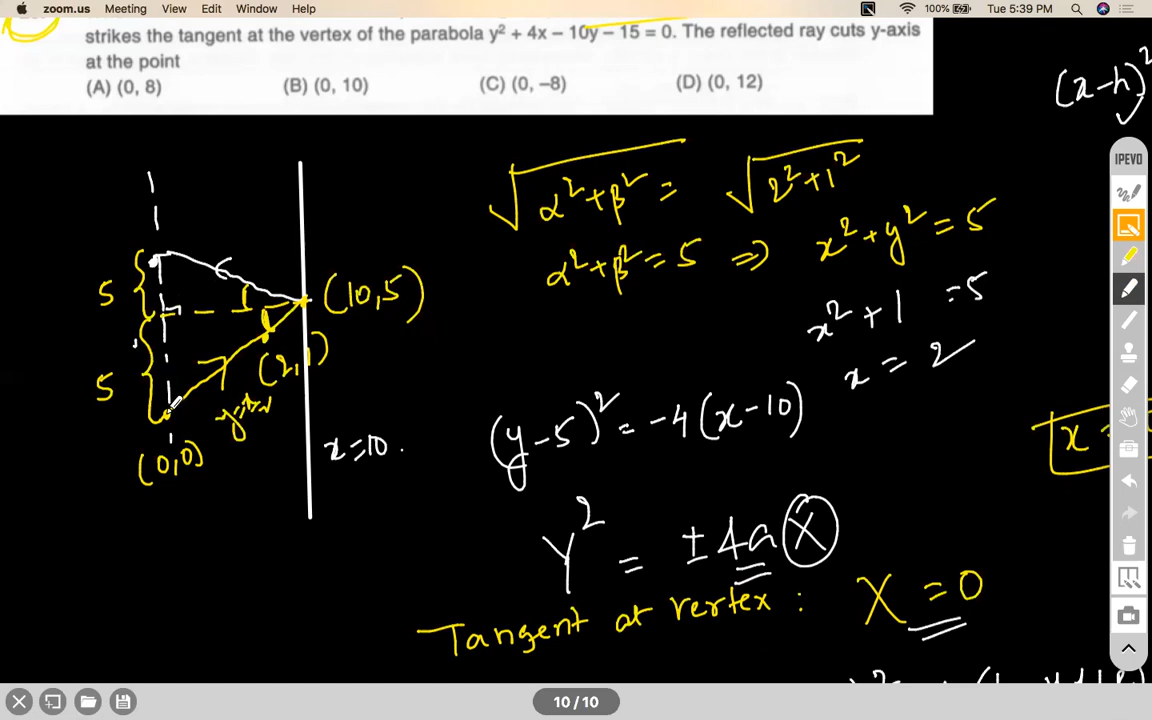 zoom.us Meeting View Edit Window Help 100% Tue 5:39 PM
strikes the tangent at the vertex of the parabola y² + 4x – 10y – 15 = 0. The reflected ray cuts y-axis
at the point
(A) (0, 8) (B) (0, 10) (C) (0, –8) (D) (0, 12)
(a-h)²
IPEVO
√α²+β² = √2²+1²
α²+β² = 5 ⇒ x²+y² = 5
x²+1 = 5
x = 2
5
(10,5)
5
(2,1)
(0,0)
x=10.
(y-5)² = -4(x-10)
x =
Y² = ±4aX
Tangent at vertex : X = 0
10 / 10